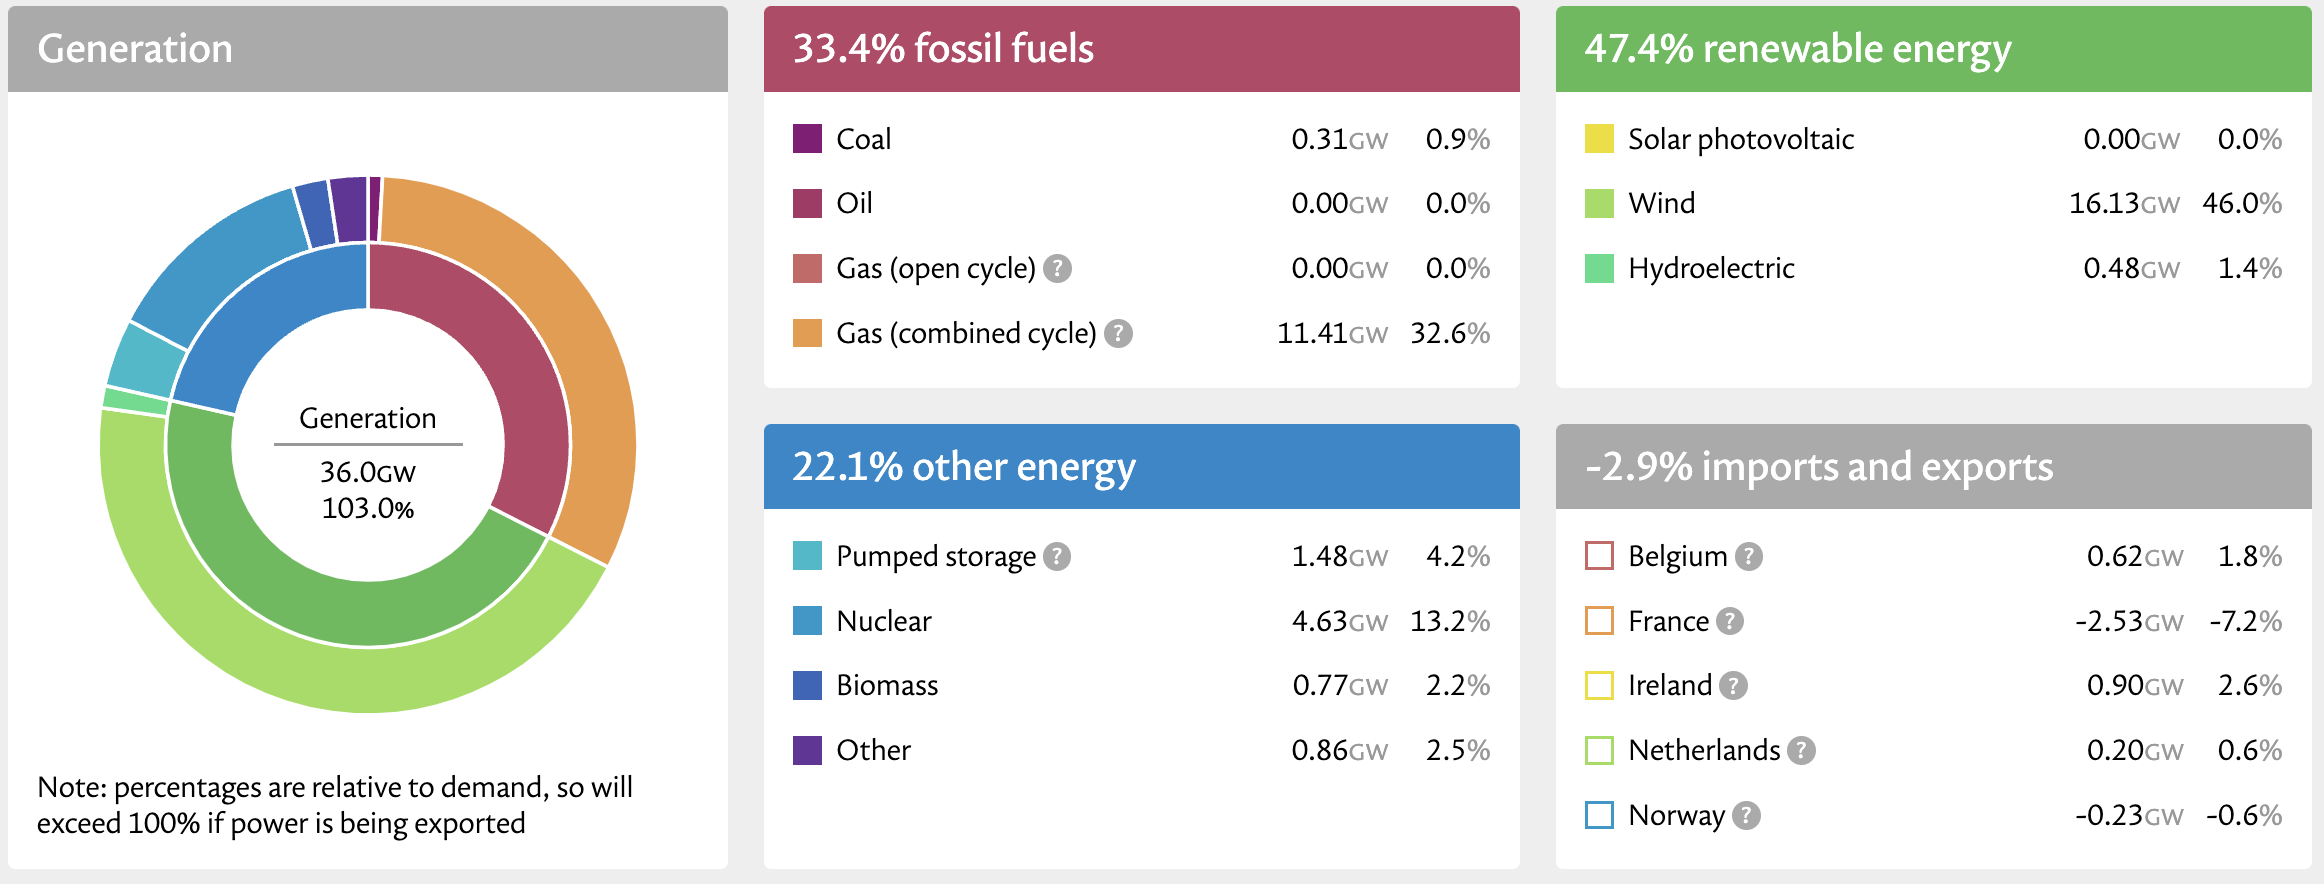 Generation
Generation
36.0GW
103.0%
Note: percentages are relative to demand, so will
exceed 100% if power is being exported
33.4% fossil fuels
Coal 0.31GW 0.9%
Oil 0.00GW 0.0%
Gas (open cycle) ? 0.00GW 0.0%
Gas (combined cycle) ? 11.41GW 32.6%
47.4% renewable energy
Solar photovoltaic 0.00GW 0.0%
Wind 16.13GW 46.0%
Hydroelectric 0.48GW 1.4%
22.1% other energy
Pumped storage ? 1.48GW 4.2%
Nuclear 4.63GW 13.2%
Biomass 0.77GW 2.2%
Other 0.86GW 2.5%
-2.9% imports and exports
Belgium ? 0.62GW 1.8%
France ? -2.53GW -7.2%
Ireland ? 0.90GW 2.6%
Netherlands ? 0.20GW 0.6%
Norway ? -0.23GW -0.6%